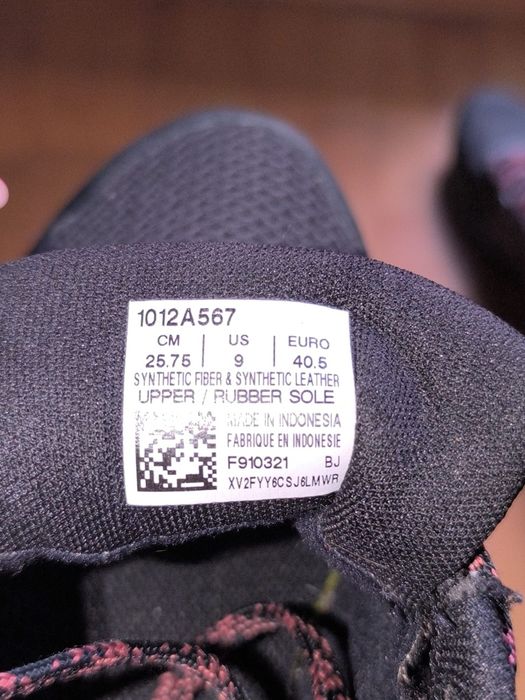 1012A567
CM | US | EURO
25.75 | 9 | 40.5
SYNTHETIC FIBER & SYNTHETIC LEATHER
UPPER / RUBBER SOLE
MADE IN INDONESIA
FABRIQUE EN INDONESIE
F910321 BJ
XV2FYY6CSJ6LMWR